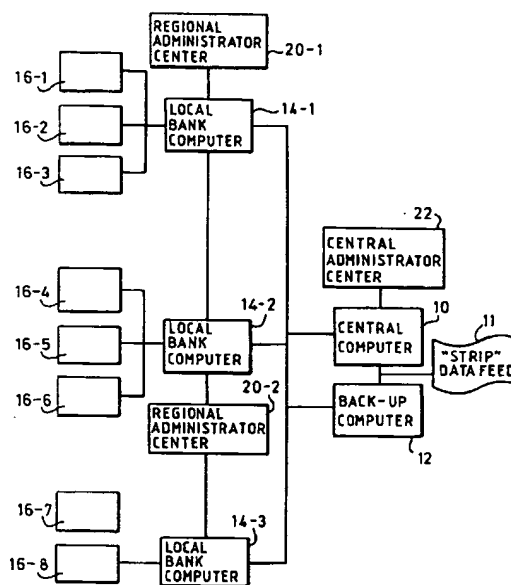 REGIONAL
ADMINISTRATOR
CENTER
20-1
16-1
16-2
16-3
LOCAL
BANK
COMPUTER
14-1
22
CENTRAL
ADMINISTRATOR
CENTER
16-4
16-5
16-6
LOCAL
BANK
COMPUTER
14-2
10
CENTRAL
COMPUTER
11
"STRIP"
DATA FEED
BACK-UP
COMPUTER
12
REGIONAL
ADMINISTRATOR
CENTER
20-2
16-7
16-8
LOCAL
BANK
COMPUTER
14-3